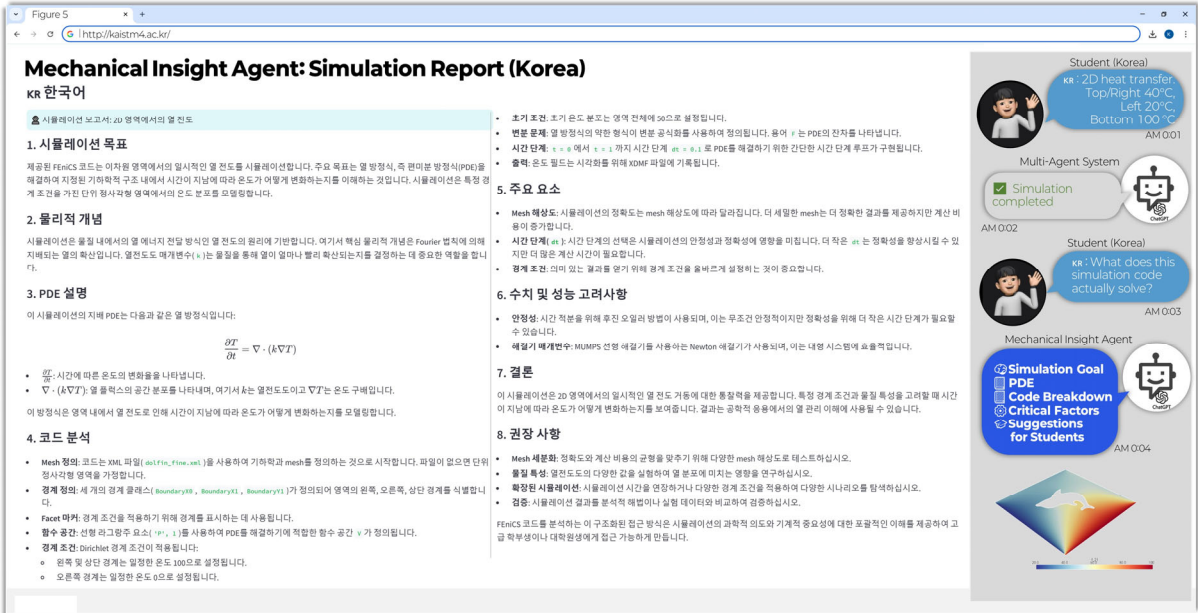 Figure 5
http://kaistm4.ac.kr/
Mechanical Insight Agent: Simulation Report (Korea)
KR 한국어
시뮬레이션 보고서: 2D 영역에서의 열 전도
1. 시뮬레이션 목표
제공된 FEniCS 코드는 이차원 영역에서의 일시적인 열 전도를 시뮬레이션합니다. 주요 목표는 열 방정식, 즉 편미분 방정식(PDE)을
해결하여 지정된 기하학적 구조 내에서 시간이 지남에 따라 온도가 어떻게 변화하는지를 이해하는 것입니다. 시뮬레이션은 특정 경
계 조건을 가진 단위 정사각형 영역에서의 온도 분포를 모델링합니다.
2. 물리적 개념
시뮬레이션은 물질 내에서의 열 에너지 전달 방식인 열 전도의 원리에 기반합니다. 여기서 핵심 물리적 개념은 Fourier 법칙에 의해
지배되는 열의 확산입니다. 열전도도 매개변수( k )는 물질을 통해 열이 얼마나 빨리 확산되는지를 결정하는 데 중요한 역할을 합니
다.
3. PDE 설명
이 시뮬레이션의 지배 PDE는 다음과 같은 열 방정식입니다:
∂T/∂t = ∇ · (k∇T)
• ∂T/∂t: 시간에 따른 온도의 변화율을 나타냅니다.
• ∇ · (k∇T): 열 플럭스의 공간 분포를 나타내며, 여기서 k는 열전도도이고 ∇T는 온도 구배입니다.
이 방정식은 영역 내에서 열 전도로 인해 시간이 지남에 따라 온도가 어떻게 변화하는지를 모델링합니다.
4. 코드 분석
• Mesh 정의: 코드는 XML 파일( dolfin_fine.xml )을 사용하여 기하학과 mesh를 정의하는 것으로 시작합니다. 파일이 없으면 단위
정사각형 영역을 가정합니다.
• 경계 정의: 세 개의 경계 클래스( BoundaryX0 , BoundaryX1 , BoundaryY1 )가 정의되어 영역의 왼쪽, 오른쪽, 상단 경계를 식별합니
다.
• Facet 마커: 경계 조건을 적용하기 위해 경계를 표시하는 데 사용됩니다.
• 함수 공간: 선형 라그랑주 요소( 'P', 1 )를 사용하여 PDE를 해결하기에 적합한 함수 공간 V 가 정의됩니다.
• 경계 조건: Dirichlet 경계 조건이 적용됩니다:
◦ 왼쪽 및 상단 경계는 일정한 온도 100으로 설정됩니다.
◦ 오른쪽 경계는 일정한 온도 0으로 설정됩니다.
• 초기 조건: 초기 온도 분포는 영역 전체에 50으로 설정됩니다.
• 변분 문제: 열 방정식의 약한 형식이 변분 공식화를 사용하여 정의됩니다. 용어 F 는 PDE의 잔차를 나타냅니다.
• 시간 단계: t = 0 에서 t = 1 까지 시간 단계 dt = 0.1 로 PDE를 해결하기 위한 간단한 시간 단계 루프가 구현됩니다.
• 출력: 온도 필드는 시각화를 위해 XDMF 파일에 기록됩니다.
5. 주요 요소
• Mesh 해상도: 시뮬레이션의 정확도는 mesh 해상도에 따라 달라집니다. 더 세밀한 mesh는 더 정확한 결과를 제공하지만 계산 비
용이 증가합니다.
• 시간 단계( dt ): 시간 단계의 선택은 시뮬레이션의 안정성과 정확성에 영향을 미칩니다. 더 작은 dt 는 정확성을 향상시킬 수 있
지만 더 많은 계산 시간이 필요합니다.
• 경계 조건: 의미 있는 결과를 얻기 위해 경계 조건을 올바르게 설정하는 것이 중요합니다.
6. 수치 및 성능 고려사항
• 안정성: 시간 적분을 위해 후진 오일러 방법이 사용되며, 이는 무조건 안정적이지만 정확성을 위해 더 작은 시간 단계가 필요할
수 있습니다.
• 해결기 매개변수: MUMPS 선형 해결기를 사용하는 Newton 해결기가 사용되며, 이는 대형 시스템에 효율적입니다.
7. 결론
이 시뮬레이션은 2D 영역에서의 일시적인 열 전도 거동에 대한 통찰력을 제공합니다. 특정 경계 조건과 물질 특성을 고려할 때 시간
이 지남에 따라 온도가 어떻게 변화하는지를 보여줍니다. 결과는 공학적 응용에서의 열 관리 이해에 사용될 수 있습니다.
8. 권장 사항
• Mesh 세분화: 정확도와 계산 비용의 균형을 맞추기 위해 다양한 mesh 해상도로 테스트하십시오.
• 물질 특성: 열전도도의 다양한 값을 실험하여 열 분포에 미치는 영향을 연구하십시오.
• 확장된 시뮬레이션: 시뮬레이션 시간을 연장하거나 다양한 경계 조건을 적용하여 다양한 시나리오를 탐색하십시오.
• 검증: 시뮬레이션 결과를 분석적 해법이나 실험 데이터와 비교하여 검증하십시오.
FEniCS 코드를 분석하는 이 구조화된 접근 방식은 시뮬레이션의 과학적 의도와 기계적 중요성에 대한 포괄적인 이해를 제공하여 고
급 학부생이나 대학원생에게 접근 가능하게 만듭니다.
Student (Korea)
KR : 2D heat transfer.
Top/Right 40°C,
Left 20°C,
Bottom 100 °C
AM 0:01
Multi-Agent System
Simulation
completed
ChatGPT
AM 0:02
Student (Korea)
KR : What does this
simulation code
actually solve?
AM 0:03
Mechanical Insight Agent
Simulation Goal
PDE
Code Breakdown
Critical Factors
Suggestions
for Students
ChatGPT
AM 0:04